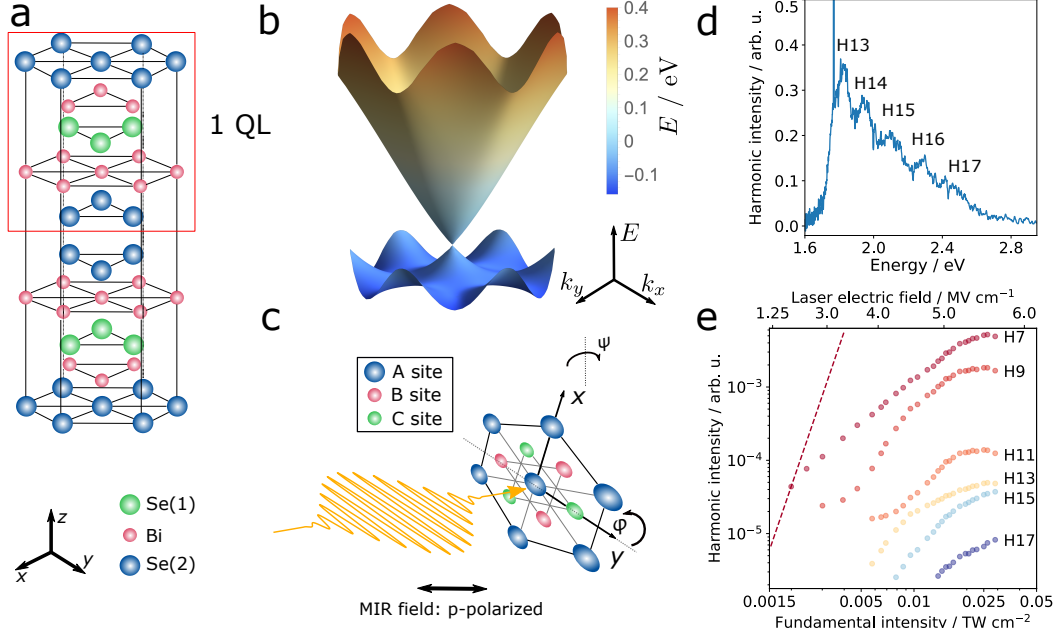 a
1 QL
Se(1)
Bi
Se(2)
z
x
y
b
0.4
0.3
0.2
0.1
0
−0.1
E / eV
E
k_y
k_x
c
A site
B site
C site
ψ
x
φ
y
MIR field: p-polarized
d
Harmonic intensity / arb. u.
0.5
0.4
0.3
0.2
0.1
0.0
H13
H14
H15
H16
H17
1.6
2.0
2.4
2.8
Energy / eV
e
Laser electric field / MV cm⁻¹
1.25
3.0
4.0
5.0
6.0
Harmonic intensity / arb. u.
10⁻³
10⁻⁴
10⁻⁵
H7
H9
H11
H13
H15
H17
0.0015
0.005
0.01
0.025
0.05
Fundamental intensity / TW cm⁻²